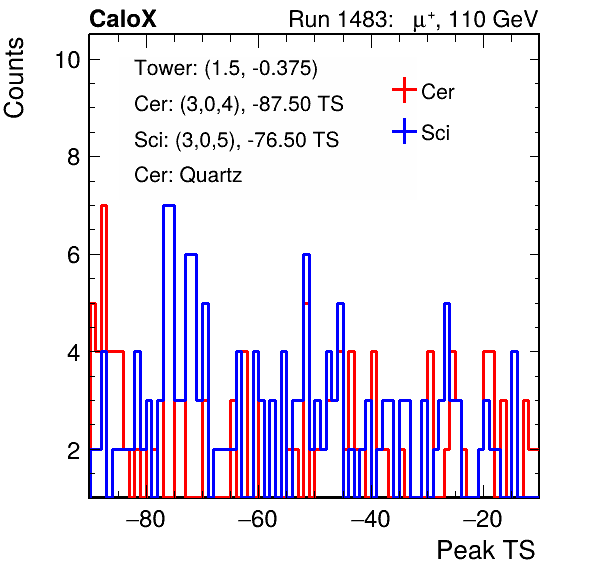 CaloX Run 1483: μ⁺, 110 GeV
Counts
10
8
6
4
2
Tower: (1.5, -0.375)
Cer: (3,0,4), -87.50 TS
Sci: (3,0,5), -76.50 TS
Cer: Quartz
Cer
Sci
−80 −60 −40 −20
Peak TS